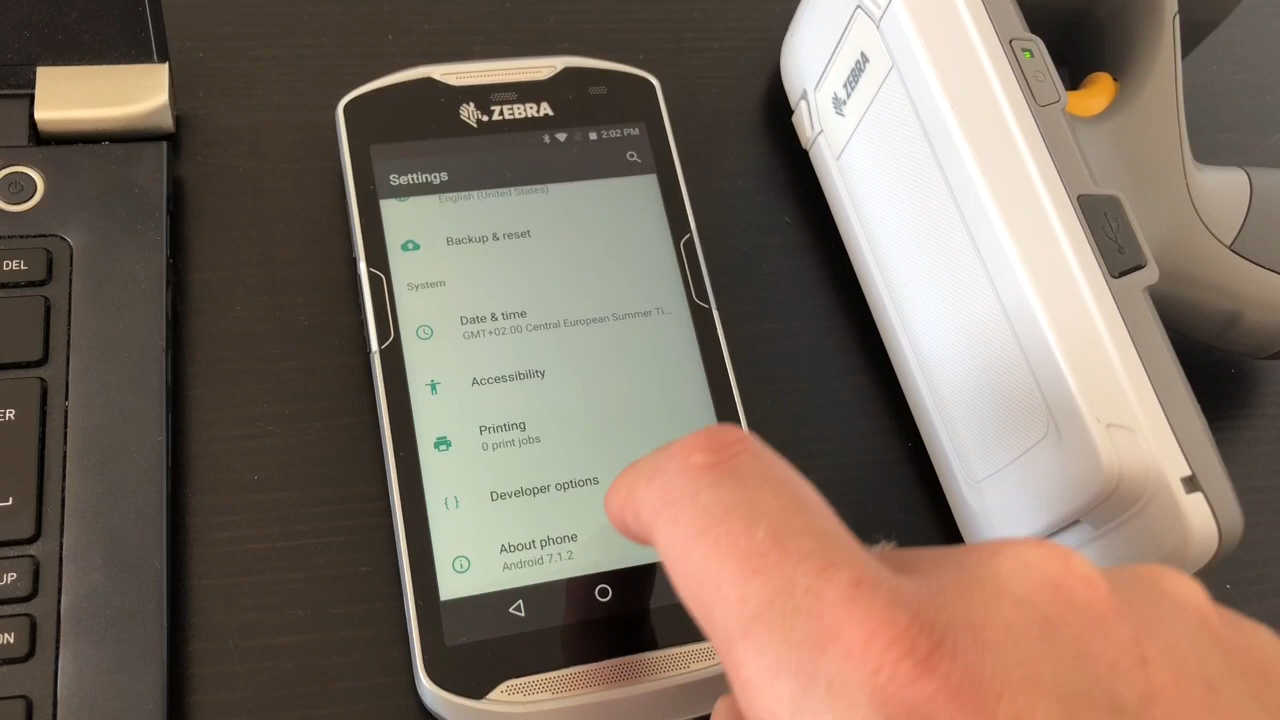 ZEBRA
2:02 PM
Settings
English (United States)
Backup & reset
System
Date & time
GMT+02:00 Central European Summer Ti...
Accessibility
Printing
0 print jobs
Developer options
About phone
Android 7.1.2
ZEBRA
DEL
ER
UP
ON